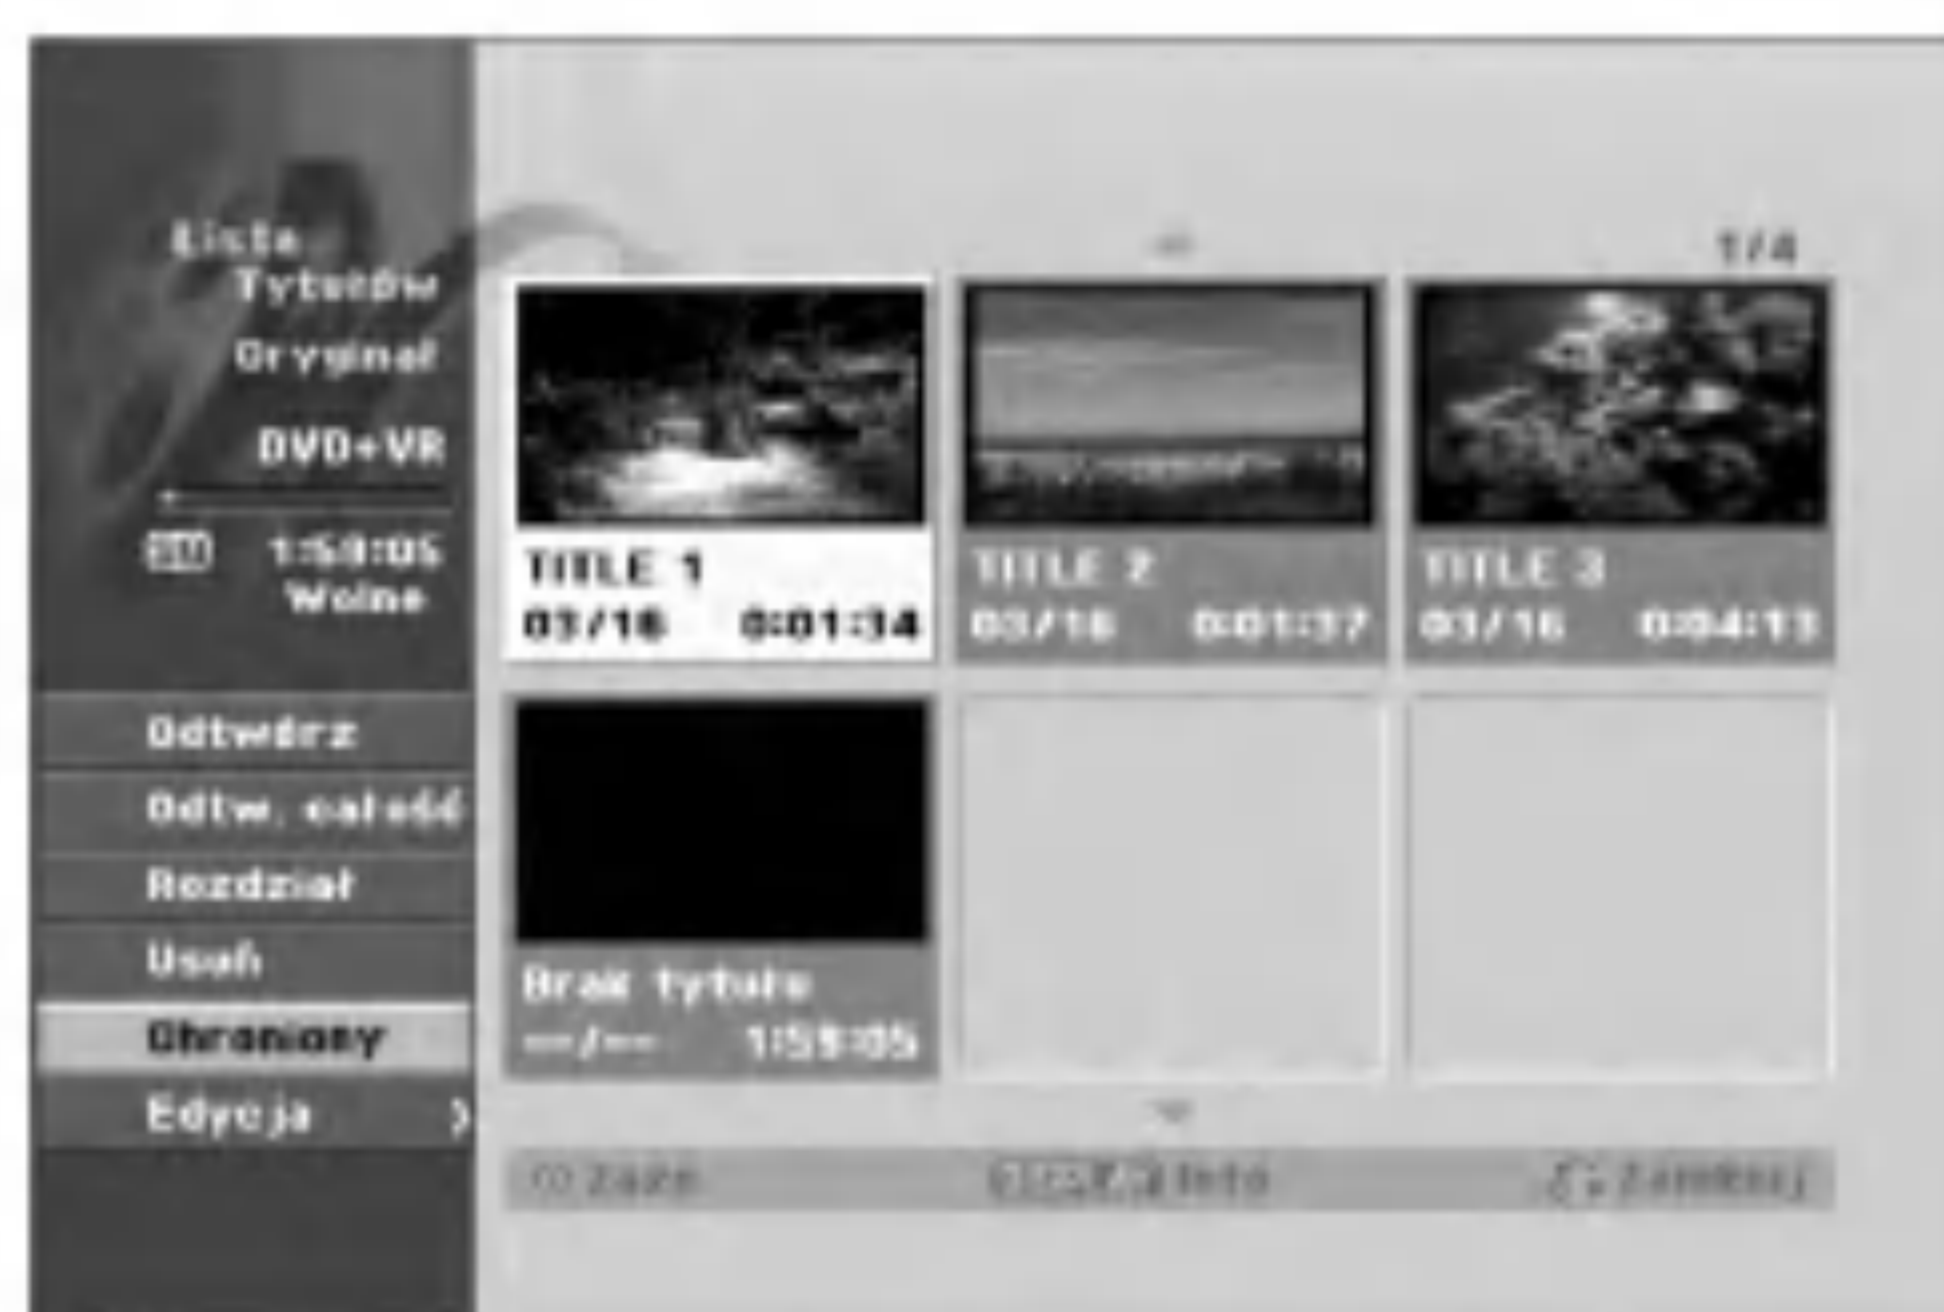 Lista
Tytułów
Oryginał
DVD+VR
1:59:05
Wolne
Odtwórz
Odtw. całość
Rozdział
Usuń
Chroniony
Edycja
1/4
TITLE 1
03/16 0:01:34
TITLE 2
03/16 0:01:37
TITLE 3
03/16 0:04:13
Brak tytułu
--/-- 1:59:05
Info
Zamknij